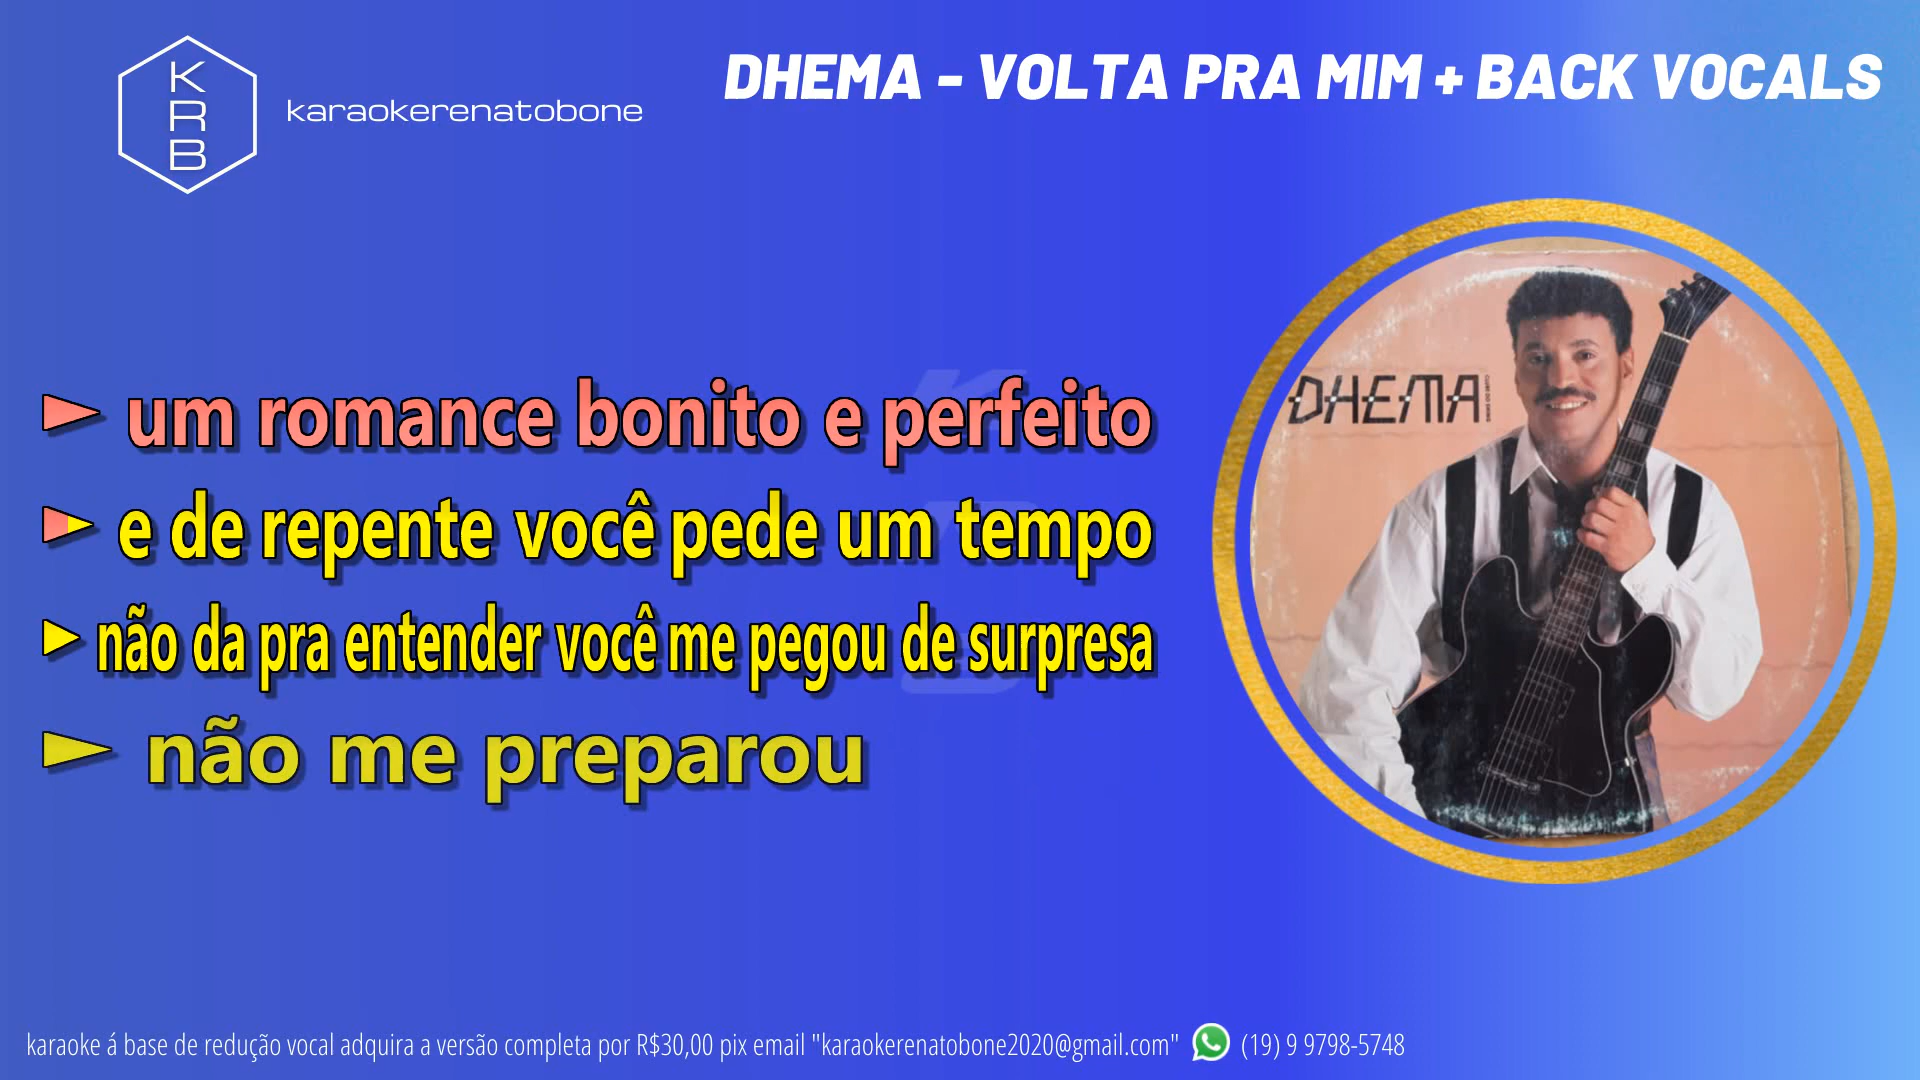 K
R
B
karaokerenatobone
DHEMA - VOLTA PRA MIM + BACK VOCALS
DHEMA
um romance bonito e perfeito
e de repente você pede um tempo
não da pra entender você me pegou de surpresa
não me preparou
karaoke á base de redução vocal adquira a versão completa por R$30,00 pix email "karaokerenatobone2020@gmail.com" (19) 9 9798-5748